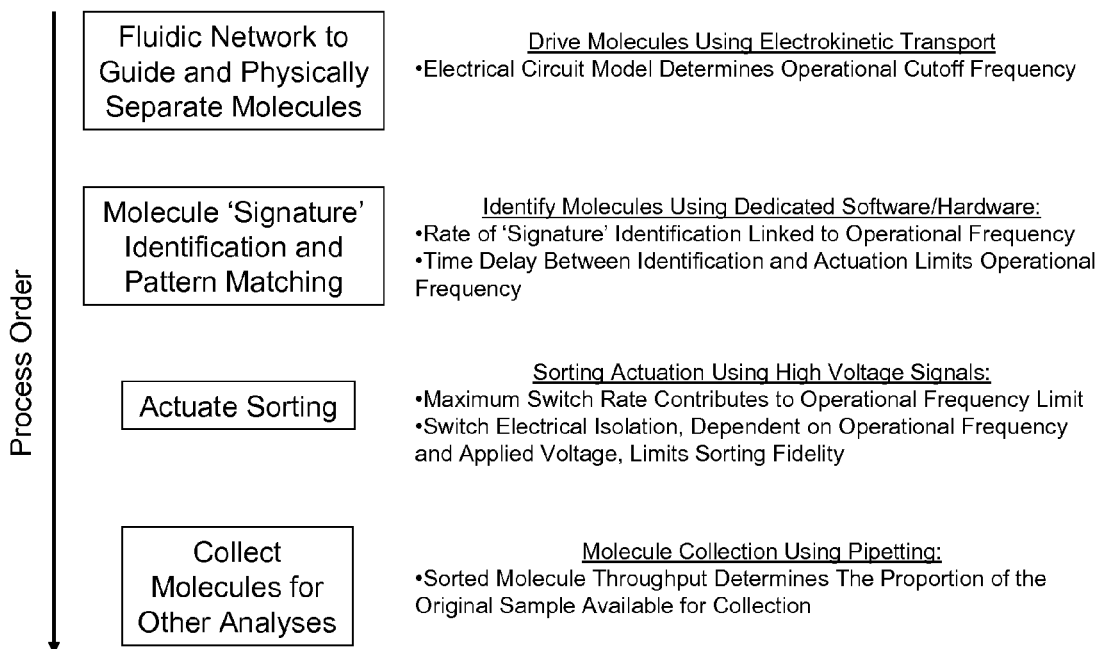 Process Order
Fluidic Network to
Guide and Physically
Separate Molecules
Drive Molecules Using Electrokinetic Transport
•Electrical Circuit Model Determines Operational Cutoff Frequency
Molecule ‘Signature’
Identification and
Pattern Matching
Identify Molecules Using Dedicated Software/Hardware:
•Rate of ‘Signature’ Identification Linked to Operational Frequency
•Time Delay Between Identification and Actuation Limits Operational
Frequency
Actuate Sorting
Sorting Actuation Using High Voltage Signals:
•Maximum Switch Rate Contributes to Operational Frequency Limit
•Switch Electrical Isolation, Dependent on Operational Frequency
and Applied Voltage, Limits Sorting Fidelity
Collect
Molecules for
Other Analyses
Molecule Collection Using Pipetting:
•Sorted Molecule Throughput Determines The Proportion of the
Original Sample Available for Collection